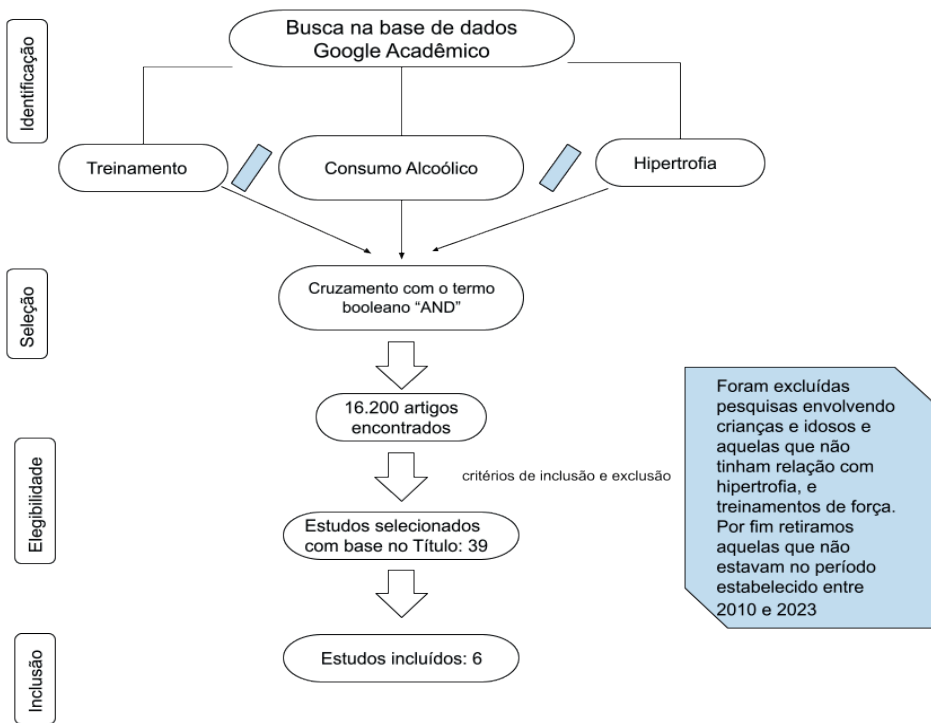 Identificação
Busca na base de dados
Google Acadêmico
Treinamento
Consumo Alcoólico
Hipertrofia
Seleção
Cruzamento com o termo
booleano “AND”
16.200 artigos
encontrados
Elegibilidade
critérios de inclusão e exclusão
Foram excluídas
pesquisas envolvendo
crianças e idosos e
aquelas que não
tinham relação com
hipertrofia, e
treinamentos de força.
Por fim retiramos
aquelas que não
estavam no período
estabelecido entre
2010 e 2023
Estudos selecionados
com base no Título: 39
Inclusão
Estudos incluídos: 6